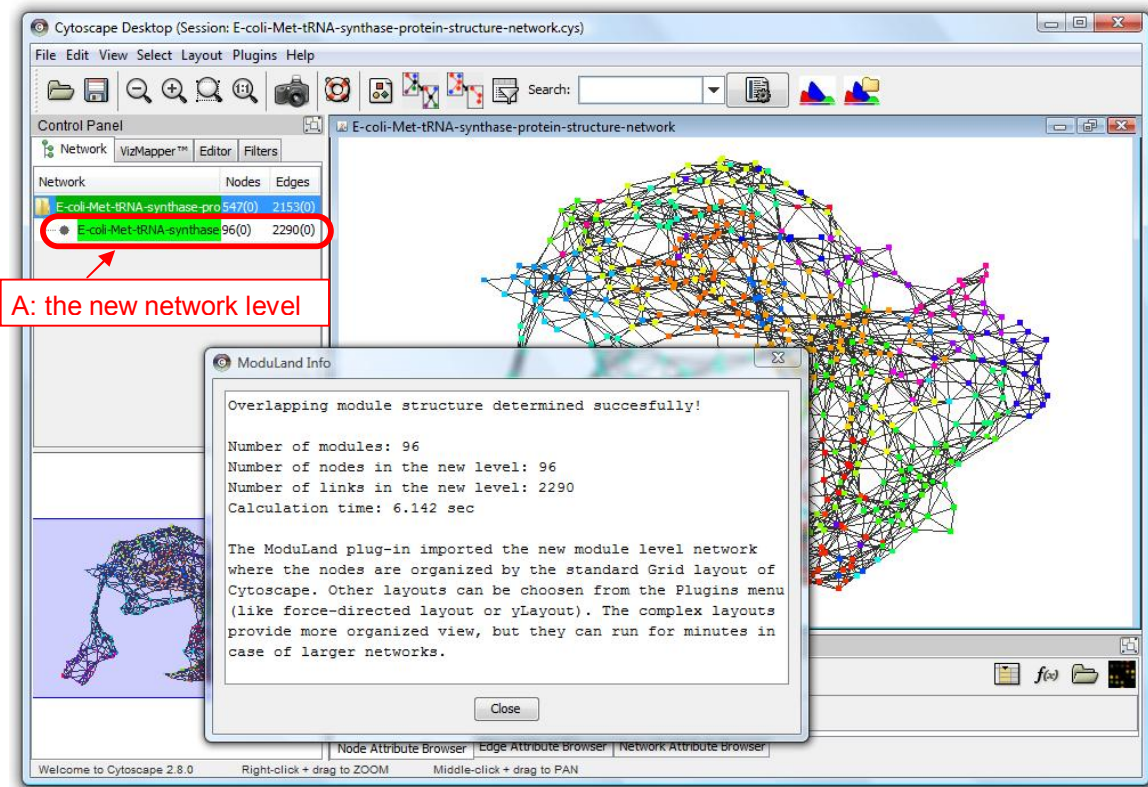 Cytoscape Desktop (Session: E-coli-Met-tRNA-synthase-protein-structure-network.cys)
File Edit View Select Layout Plugins Help
1:1
Search:
Control Panel
E-coli-Met-tRNA-synthase-protein-structure-network
Network VizMapper™ Editor Filters
Network Nodes Edges
E-coli-Met-tRNA-synthase-pro 547(0) 2153(0)
E-coli-Met-tRNA-synthase 96(0) 2290(0)
A: the new network level
ModuLand Info
Overlapping module structure determined succesfully!
Number of modules: 96
Number of nodes in the new level: 96
Number of links in the new level: 2290
Calculation time: 6.142 sec
The ModuLand plug-in imported the new module level network
where the nodes are organized by the standard Grid layout of
Cytoscape. Other layouts can be choosen from the Plugins menu
(like force-directed layout or yLayout). The complex layouts
provide more organized view, but they can run for minutes in
case of larger networks.
f(x)
Close
Node Attribute Browser Edge Attribute Browser Network Attribute Browser
Welcome to Cytoscape 2.8.0 Right-click + drag to ZOOM Middle-click + drag to PAN